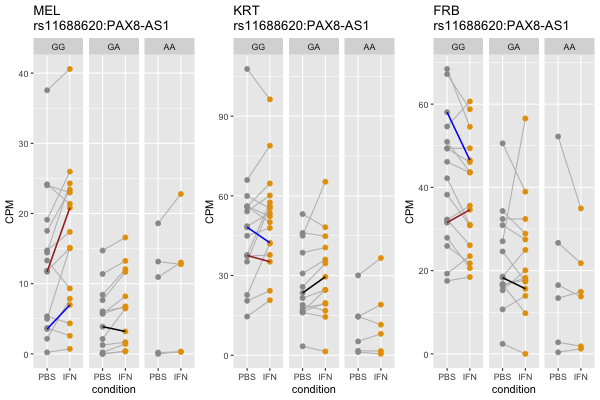 MEL
rs11688620:PAX8-AS1
GG GA AA
CPM
40
30
20
10
0
PBS IFN PBS IFN PBS IFN
condition
KRT
rs11688620:PAX8-AS1
GG GA AA
CPM
90
60
30
0
PBS IFN PBS IFN PBS IFN
condition
FRB
rs11688620:PAX8-AS1
GG GA AA
CPM
60
40
20
0
PBS IFN PBS IFN PBS IFN
condition